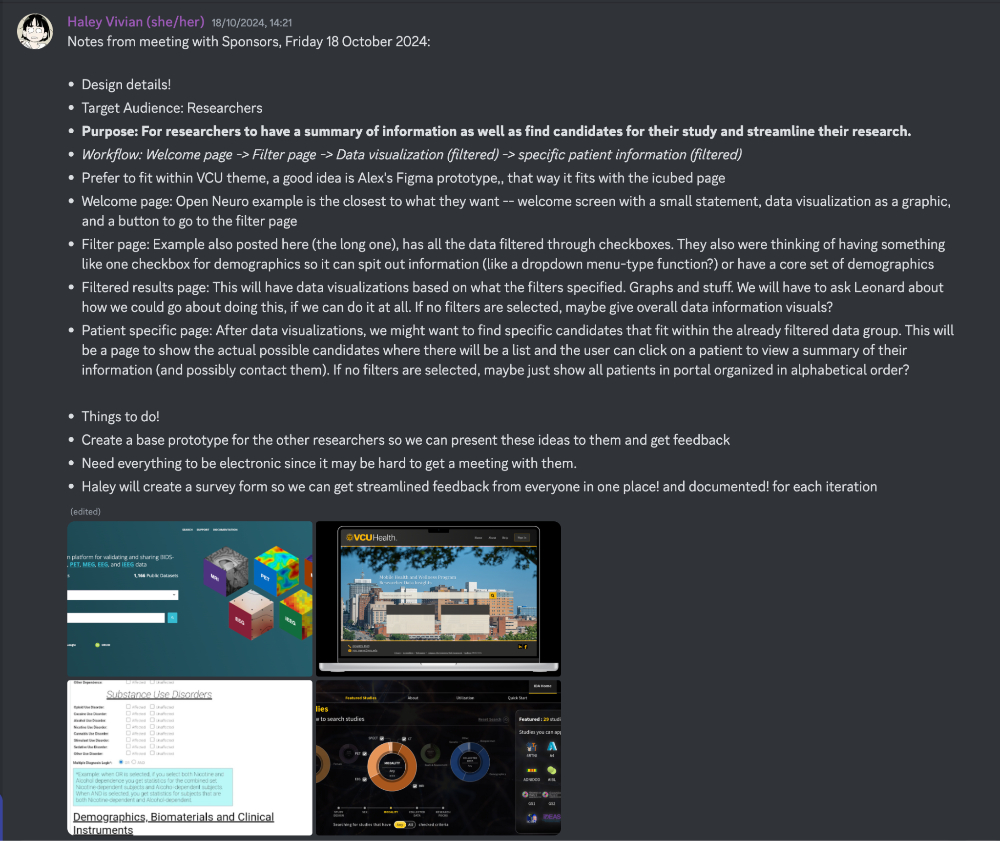 Haley Vivian (she/her) 18/10/2024, 14:21
Notes from meeting with Sponsors, Friday 18 October 2024:
• Design details!
• Target Audience: Researchers
• Purpose: For researchers to have a summary of information as well as find candidates for their study and streamline their research.
• Workflow: Welcome page -> Filter page -> Data visualization (filtered) -> specific patient information (filtered)
• Prefer to fit within VCU theme, a good idea is Alex's Figma prototype,, that way it fits with the icubed page
• Welcome page: Open Neuro example is the closest to what they want -- welcome screen with a small statement, data visualization as a graphic,
and a button to go to the filter page
• Filter page: Example also posted here (the long one), has all the data filtered through checkboxes. They also were thinking of having something
like one checkbox for demographics so it can spit out information (like a dropdown menu-type function?) or have a core set of demographics
• Filtered results page: This will have data visualizations based on what the filters specified. Graphs and stuff. We will have to ask Leonard about
how we could go about doing this, if we can do it at all. If no filters are selected, maybe give overall data information visuals?
• Patient specific page: After data visualizations, we might want to find specific candidates that fit within the already filtered data group. This will
be a page to show the actual possible candidates where there will be a list and the user can click on a patient to view a summary of their
information (and possibly contact them). If no filters are selected, maybe just show all patients in portal organized in alphabetical order?
• Things to do!
• Create a base prototype for the other researchers so we can present these ideas to them and get feedback
• Need everything to be electronic since it may be hard to get a meeting with them.
• Haley will create a survey form so we can get streamlined feedback from everyone in one place! and documented! for each iteration
(edited)
SEARCH SUPPORT DOCUMENTATION
n platform for validating and sharing BIDS-
, PET, MEG, EEG, and iEEG data
s 1,166 Public Datasets
MRI
PET
EEG
iEEG
oogle ORCID
VCUHealth.
Home About Help Sign In
Mobile Health and Wellness Program
Researcher Data Insights
Other Dependence: Affected Unaffected
Substance Use Disorders
Opioid Use Disorder: Affected Unaffected
Cocaine Use Disorder: Affected Unaffected
Alcohol Use Disorder: Affected Unaffected
Nicotine Use Disorder: Affected Unaffected
Cannabis Use Disorder: Affected Unaffected
Stimulant Use Disorder: Affected Unaffected
Sedative Use Disorder: Affected Unaffected
Other Use Disorder: Affected Unaffected
Multiple Diagnosis Logic*: OR AND
*Example: when OR is selected, if you select both Nicotine and
Alcohol dependence you get statistics for the combined set
Nicotine-dependent subjects and Alcohol-dependent subjects.
When AND is selected, you get statistics for subjects that are
both Nicotine-dependent and Alcohol-dependent.
Demographics, Biomaterials and Clinical
Instruments
IDA Home
Featured Studies About Utilization Quick Start
dies
w to search studies
Reset Search
Featured : 29 studi
Studies you can app
SPECT
CT
PET
EEG
MRI
MODALITY
Any
Female
Exam & Assessment
Genetic
Other
Biospecimen
COLLECTED
DATA
Any
Demographics
4RTNI A4
ADNIDOD AIBL
GS1 GS2
ICBM IDEAS
STUDY
DESIGN
SEX
MODALITY
COLLECTED
DATA
RESEARCH
FOCUS
Searching for studies that have Any All checked criteria